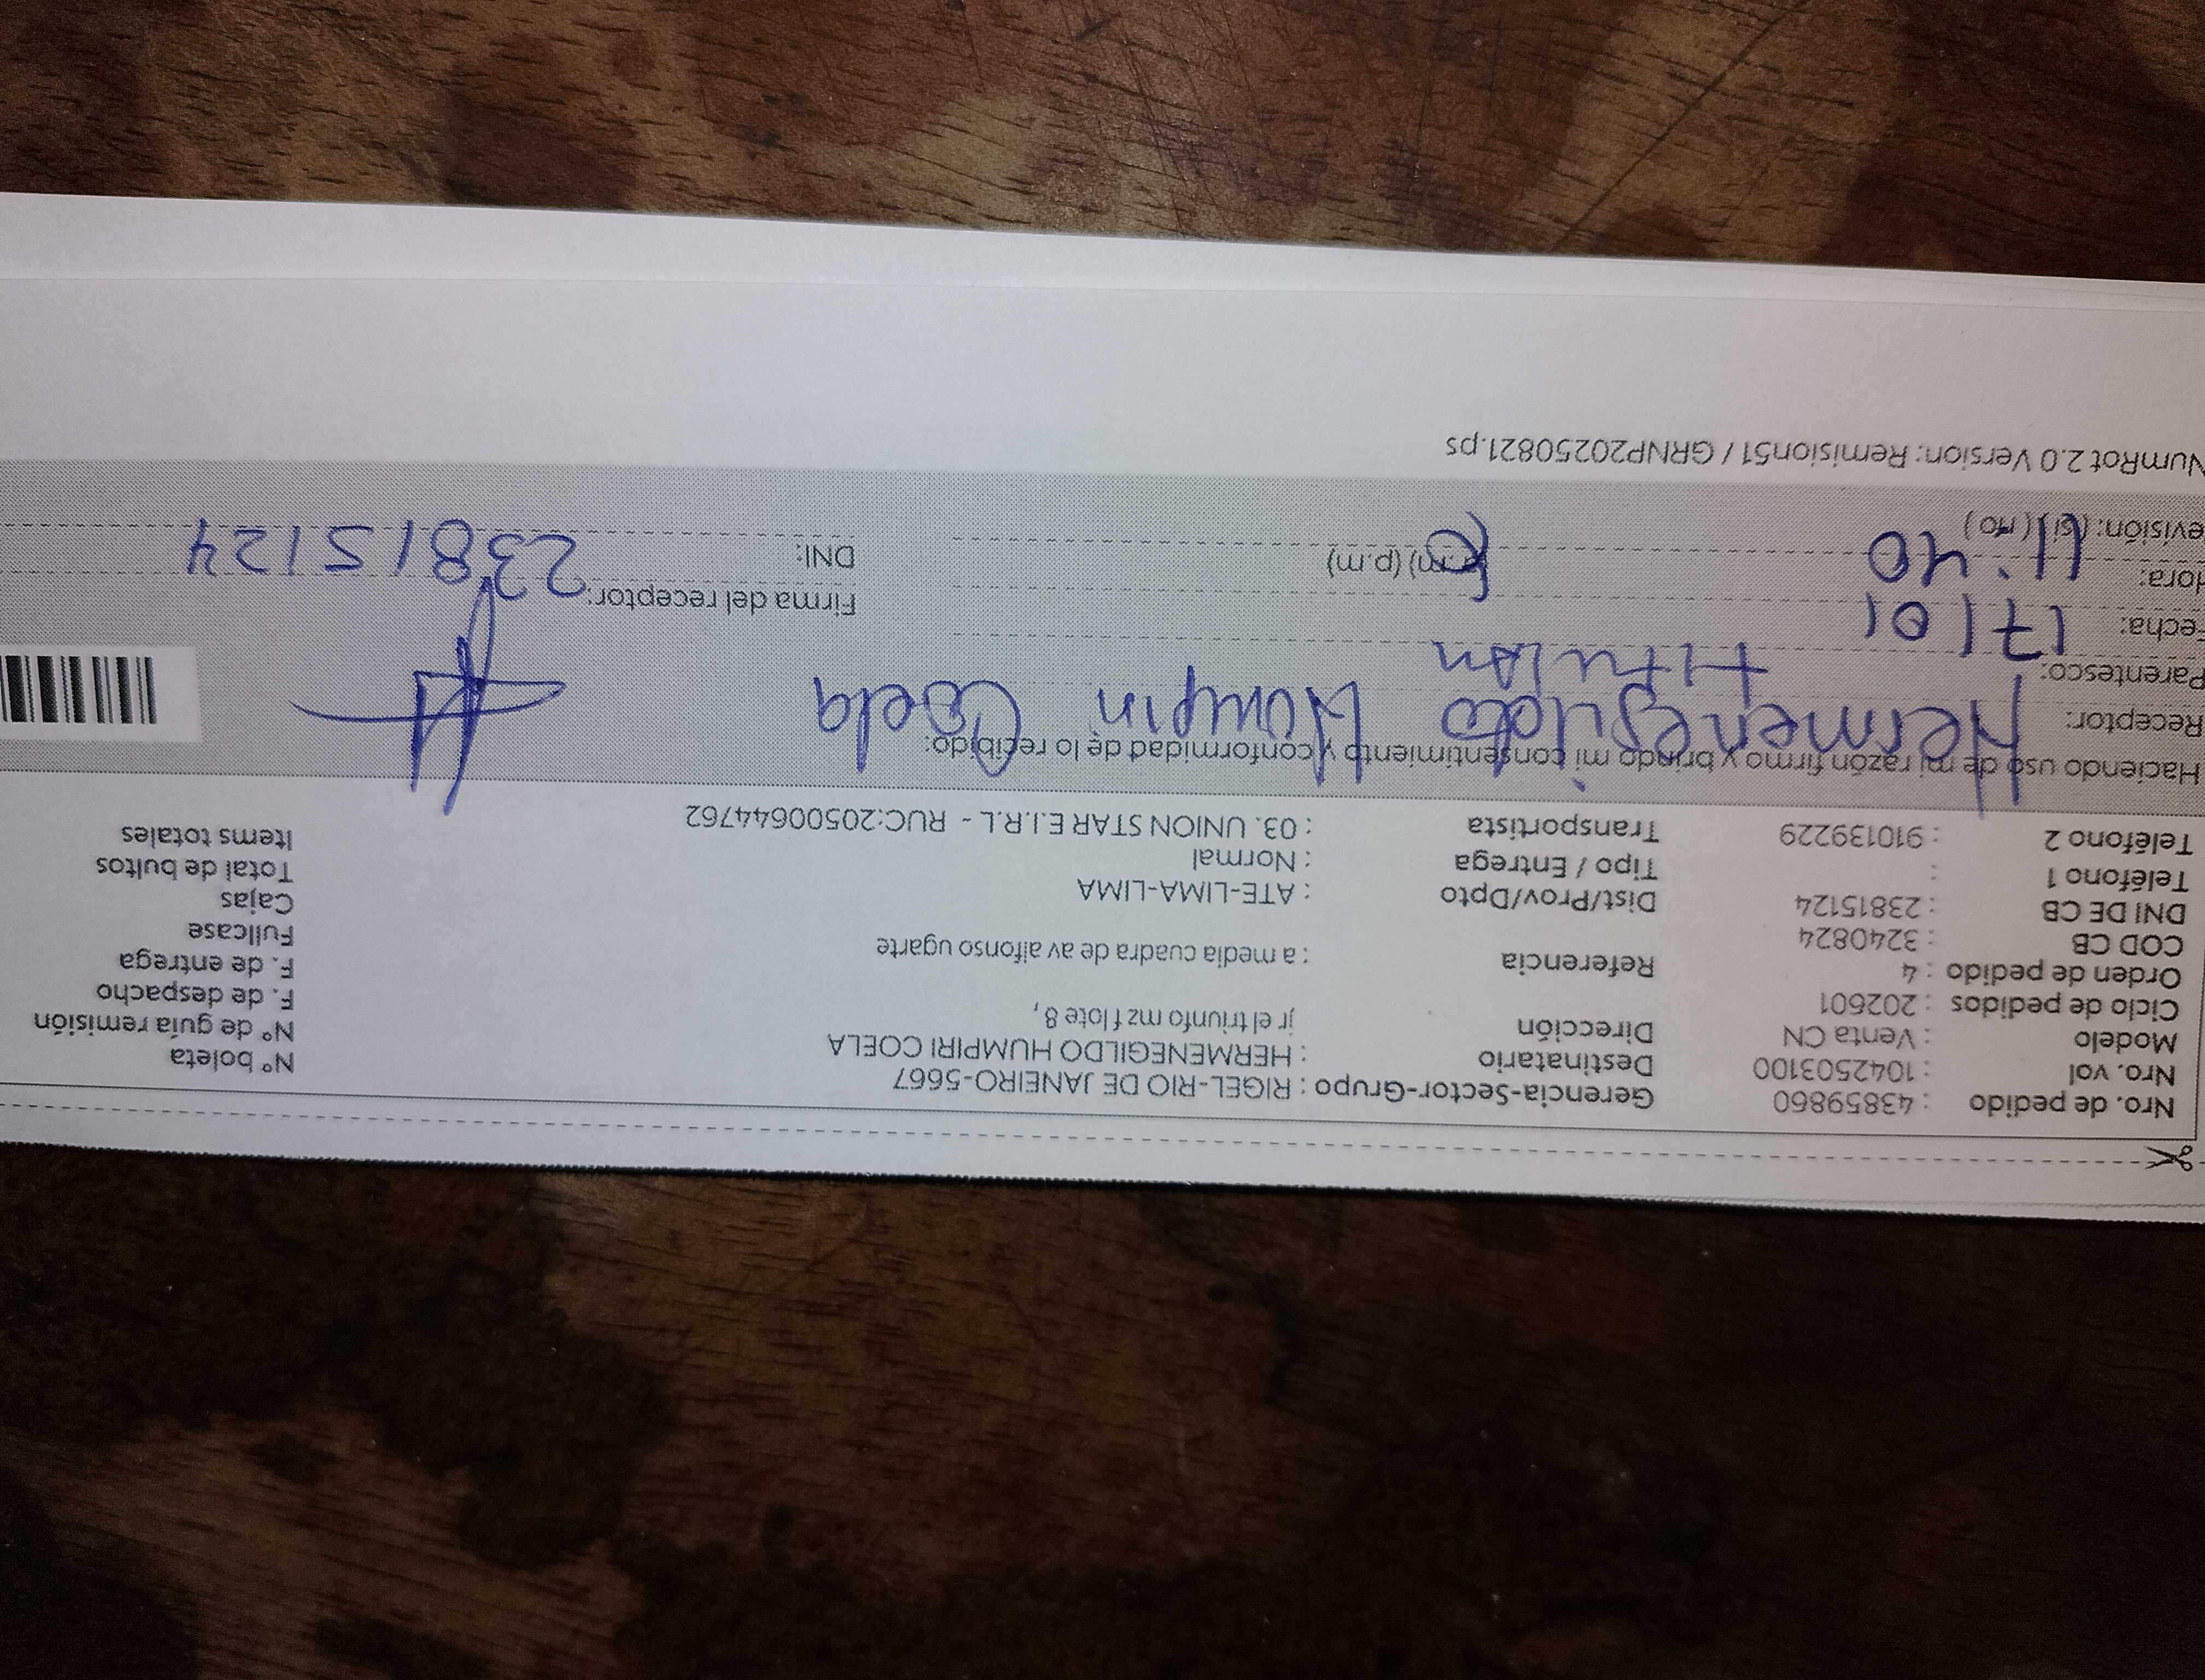 Nro. de pedido : 43859860 Gerencia-Sector-Grupo : RIGEL-RIO DE JANEIRO-5667 N° boleta
Nro. vol : 1042503100 Destinatario : HERMENEGILDO HUMPIRI COELA N° de guía remisión
Modelo : Venta CN Dirección jr el triunfo mz f lote 8, F. de despacho
Ciclo de pedidos : 202601 F. de entrega
Orden de pedido : 4 Referencia : a media cuadra de av alfonso ugarte Fullcase
COD CB : 3240824 Cajas
DNI DE CB : 23815124 Dist/Prov/Dpto : ATE-LIMA-LIMA Total de bultos
Teléfono 1 : Tipo / Entrega : Normal Items totales
Teléfono 2 : 910139229 Transportista : 03. UNION STAR E.I.R.L - RUC:20500644762
Haciendo uso de mi razón firmo y brindo mi consentimiento y conformidad de lo recibido:
Receptor: Hermenegildo Humpiri Coela
Parentesco: titular
Fecha: 17/01 Firma del receptor:
Hora: 11:40 (a.m) (p.m) DNI: 23815124
evisión: (si) (no)
NumRot 2.0 Version: Remision51 / GRNP20250821.ps